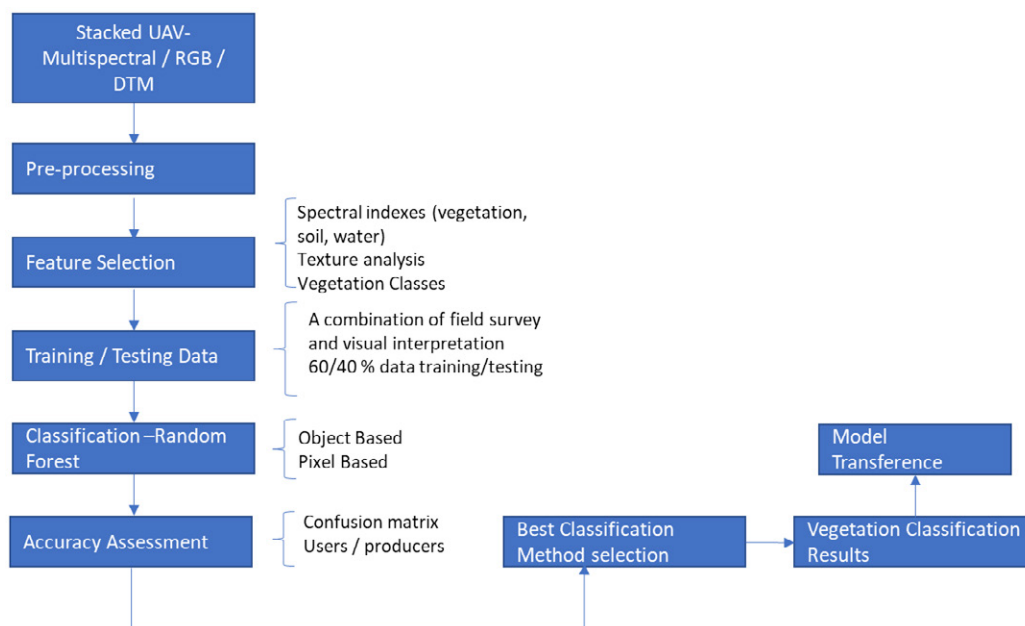 Stacked UAV-
Multispectral / RGB /
DTM
Pre-processing
Spectral indexes (vegetation,
soil, water)
Texture analysis
Vegetation Classes
Feature Selection
A combination of field survey
and visual interpretation
60/40 % data training/testing
Training / Testing Data
Classification –Random
Forest
Object Based
Pixel Based
Accuracy Assessment
Confusion matrix
Users / producers
Best Classification
Method selection
Vegetation Classification
Results
Model
Transference